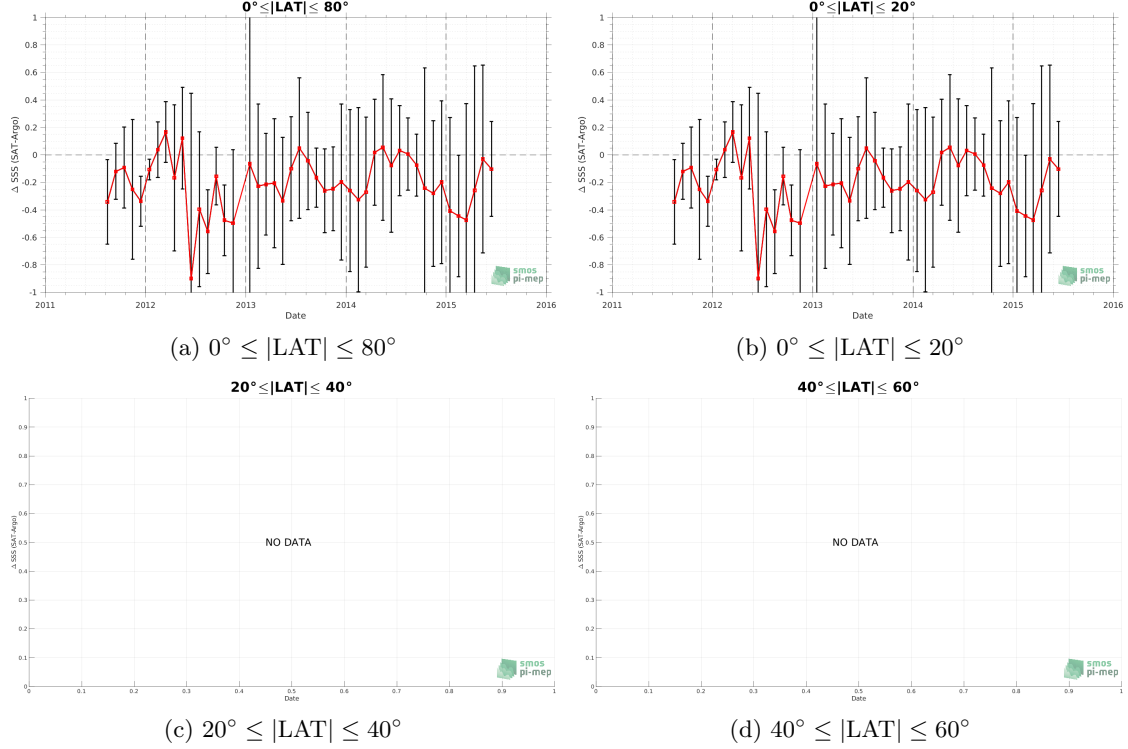 0°≤|LAT|≤ 80°
1
0.8
0.6
0.4
0.2
0
-0.2
-0.4
-0.6
-0.8
-1
Δ SSS (SAT-Argo)
2011 2012 2013 2014 2015 2016
Date
smos
pi-mep
(a) 0° ≤ |LAT| ≤ 80°
0°≤|LAT|≤ 20°
1
0.8
0.6
0.4
0.2
0
-0.2
-0.4
-0.6
-0.8
-1
Δ SSS (SAT-Argo)
2011 2012 2013 2014 2015 2016
Date
smos
pi-mep
(b) 0° ≤ |LAT| ≤ 20°
20°≤|LAT|≤ 40°
1
0.9
0.8
0.7
0.6
0.5
0.4
0.3
0.2
0.1
0
Δ SSS (SAT-Argo)
NO DATA
0 0.1 0.2 0.3 0.4 0.5 0.6 0.7 0.8 0.9 1
Date
smos
pi-mep
(c) 20° ≤ |LAT| ≤ 40°
40°≤|LAT|≤ 60°
1
0.9
0.8
0.7
0.6
0.5
0.4
0.3
0.2
0.1
0
Δ SSS (SAT-Argo)
NO DATA
0 0.1 0.2 0.3 0.4 0.5 0.6 0.7 0.8 0.9 1
Date
smos
pi-mep
(d) 40° ≤ |LAT| ≤ 60°